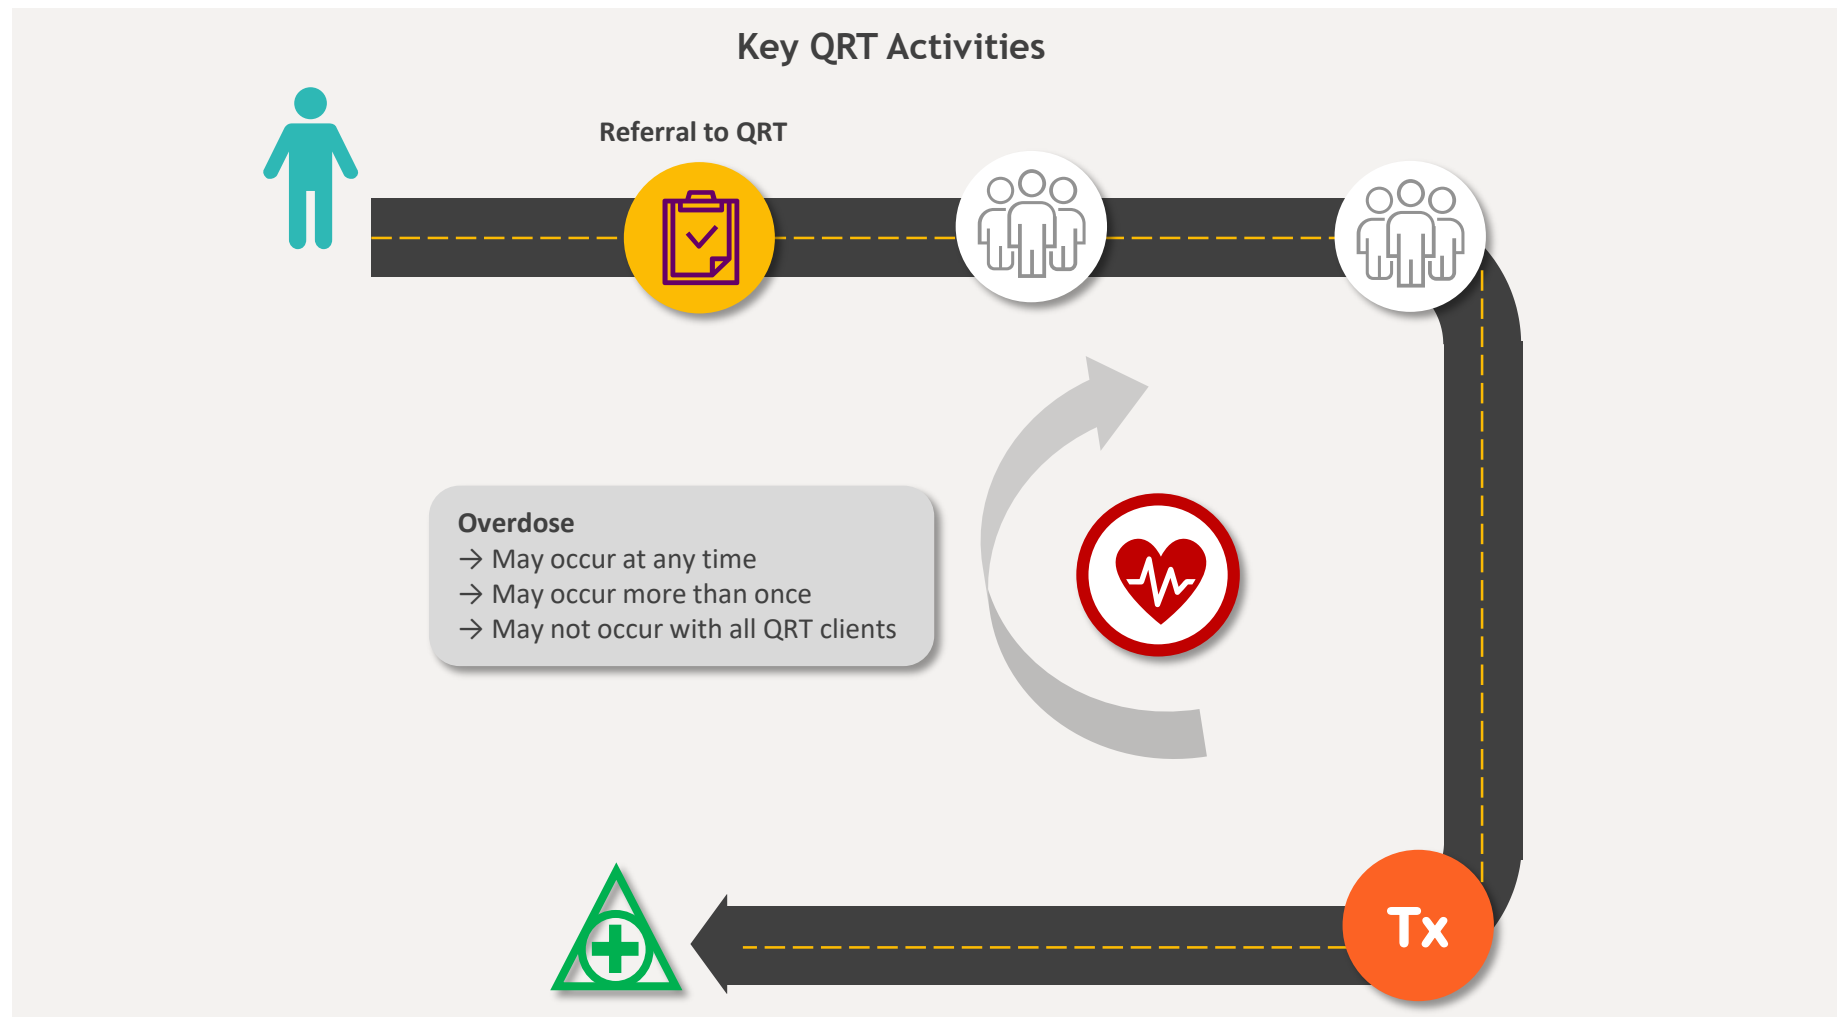 Key QRT Activities
Referral to QRT
Overdose
→ May occur at any time
→ May occur more than once
→ May not occur with all QRT clients
Tx